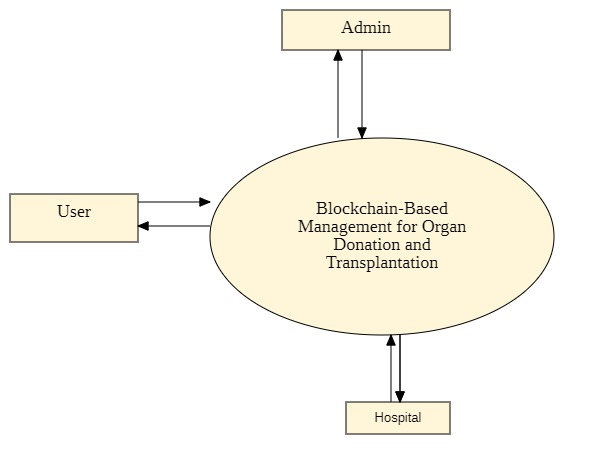 Admin
User
Blockchain-Based
Management for Organ
Donation and
Transplantation
Hospital